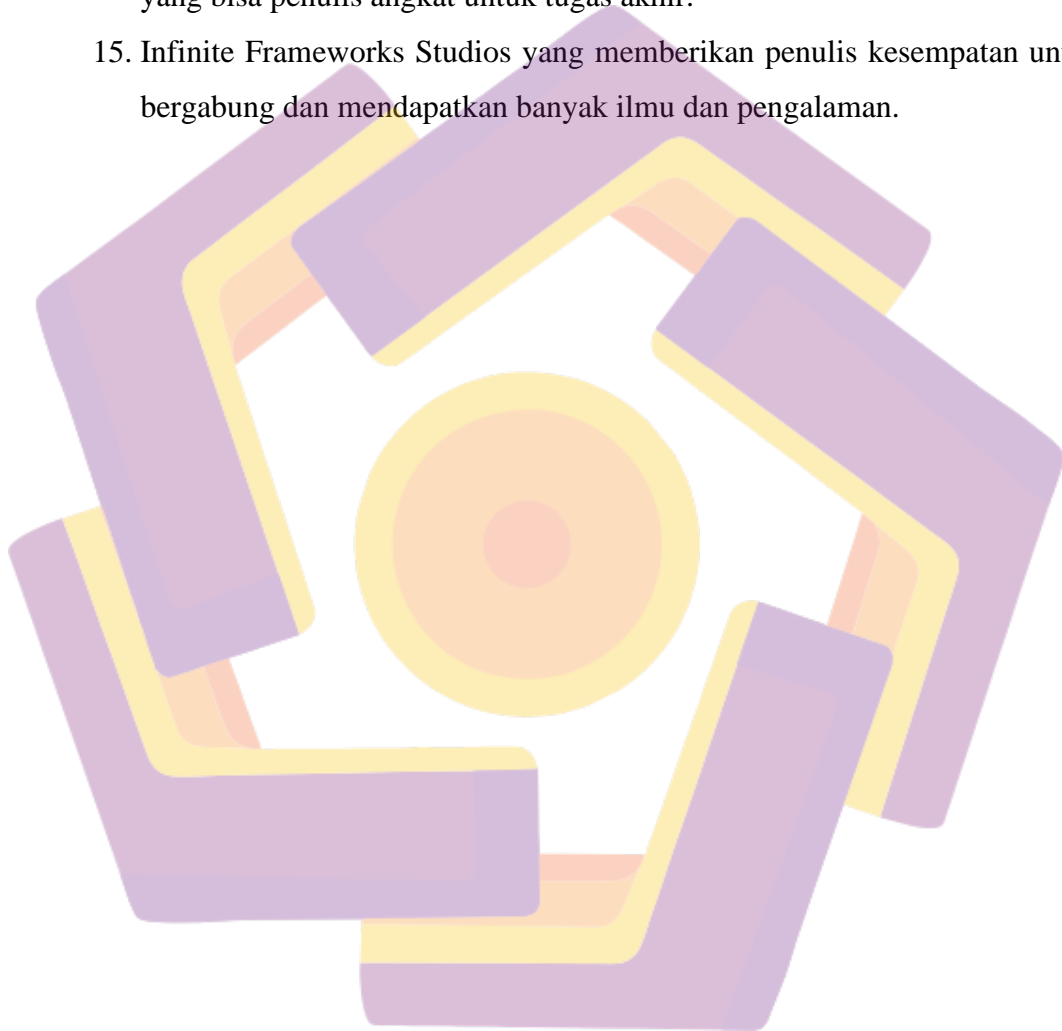 yang bisa penulis angkat untuk tugas akhir.
15. Infinite Frameworks Studios yang memberikan penulis kesempatan un
bergabung dan mendapatkan banyak ilmu dan pengalaman.